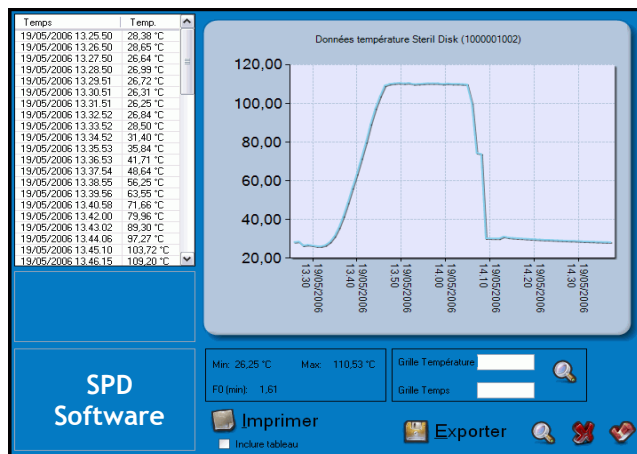 Temps Temp.
19/05/2006 13.25.50 28,38 °C
19/05/2006 13.26.50 28,65 °C
19/05/2006 13.27.50 26,64 °C
19/05/2006 13.28.50 26,99 °C
19/05/2006 13.29.51 26,72 °C
19/05/2006 13.30.51 26,31 °C
19/05/2006 13.31.51 26,25 °C
19/05/2006 13.32.52 26,84 °C
19/05/2006 13.33.52 28,50 °C
19/05/2006 13.34.52 31,40 °C
19/05/2006 13.35.53 35,84 °C
19/05/2006 13.36.53 41,71 °C
19/05/2006 13.37.54 48,64 °C
19/05/2006 13.38.55 56,25 °C
19/05/2006 13.39.56 63,55 °C
19/05/2006 13.40.58 71,66 °C
19/05/2006 13.42.00 79,96 °C
19/05/2006 13.43.02 89,30 °C
19/05/2006 13.44.06 97,27 °C
19/05/2006 13.45.10 103,72 °C
19/05/2006 13.46.15 109,20 °C
Données température Steril Disk (1000001002)
120,00
100,00
80,00
60,00
40,00
20,00
19/05/2006
13.30
19/05/2006
13.40
19/05/2006
13.50
19/05/2006
14.00
19/05/2006
14.10
19/05/2006
14.20
19/05/2006
14.30
SPD
Software
Min: 26,25 °C Max: 110,53 °C
F0 (min): 1,61
Grille Température
Grille Temps
Imprimer
Inclure tableau
Exporter